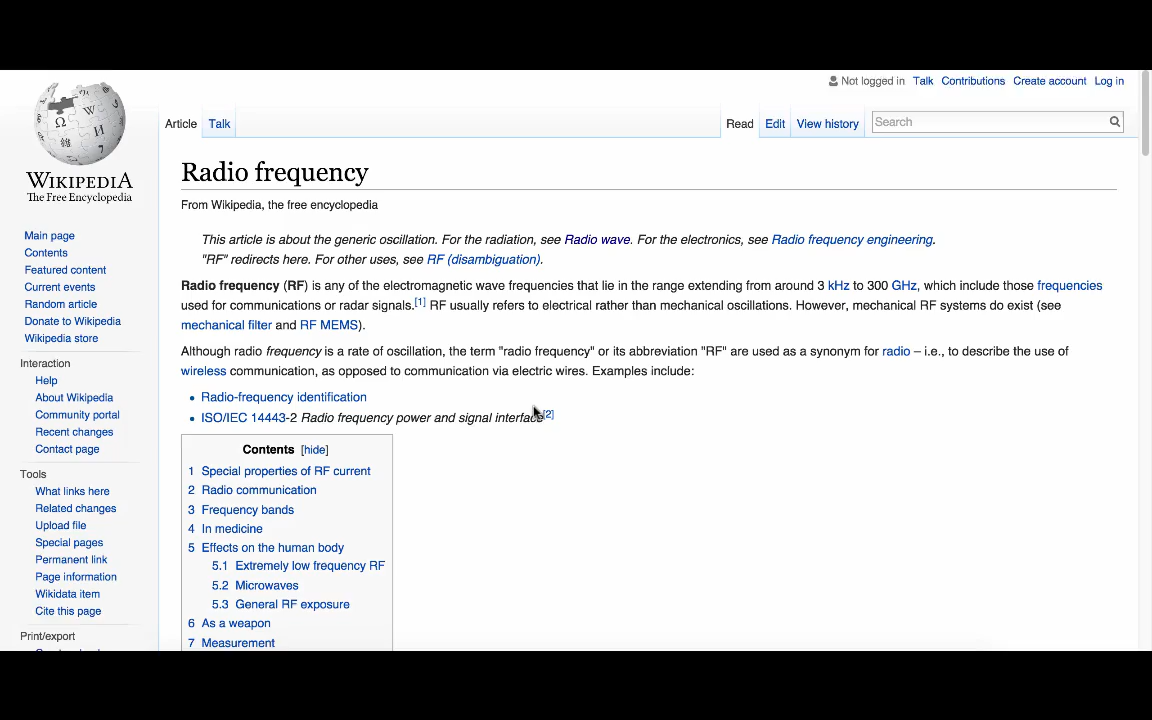 Not logged in Talk Contributions Create account Log in
Article Talk Read Edit View history Search
WIKIPEDIA
The Free Encyclopedia
Main page
Contents
Featured content
Current events
Random article
Donate to Wikipedia
Wikipedia store
Interaction
Help
About Wikipedia
Community portal
Recent changes
Contact page
Tools
What links here
Related changes
Upload file
Special pages
Permanent link
Page information
Wikidata item
Cite this page
Print/export
Radio frequency
From Wikipedia, the free encyclopedia
This article is about the generic oscillation. For the radiation, see Radio wave. For the electronics, see Radio frequency engineering.
"RF" redirects here. For other uses, see RF (disambiguation).
Radio frequency (RF) is any of the electromagnetic wave frequencies that lie in the range extending from around 3 kHz to 300 GHz, which include those frequencies
used for communications or radar signals.[1] RF usually refers to electrical rather than mechanical oscillations. However, mechanical RF systems do exist (see
mechanical filter and RF MEMS).
Although radio frequency is a rate of oscillation, the term "radio frequency" or its abbreviation "RF" are used as a synonym for radio – i.e., to describe the use of
wireless communication, as opposed to communication via electric wires. Examples include:
• Radio-frequency identification
• ISO/IEC 14443-2 Radio frequency power and signal interface[2]
Contents [hide]
1 Special properties of RF current
2 Radio communication
3 Frequency bands
4 In medicine
5 Effects on the human body
5.1 Extremely low frequency RF
5.2 Microwaves
5.3 General RF exposure
6 As a weapon
7 Measurement